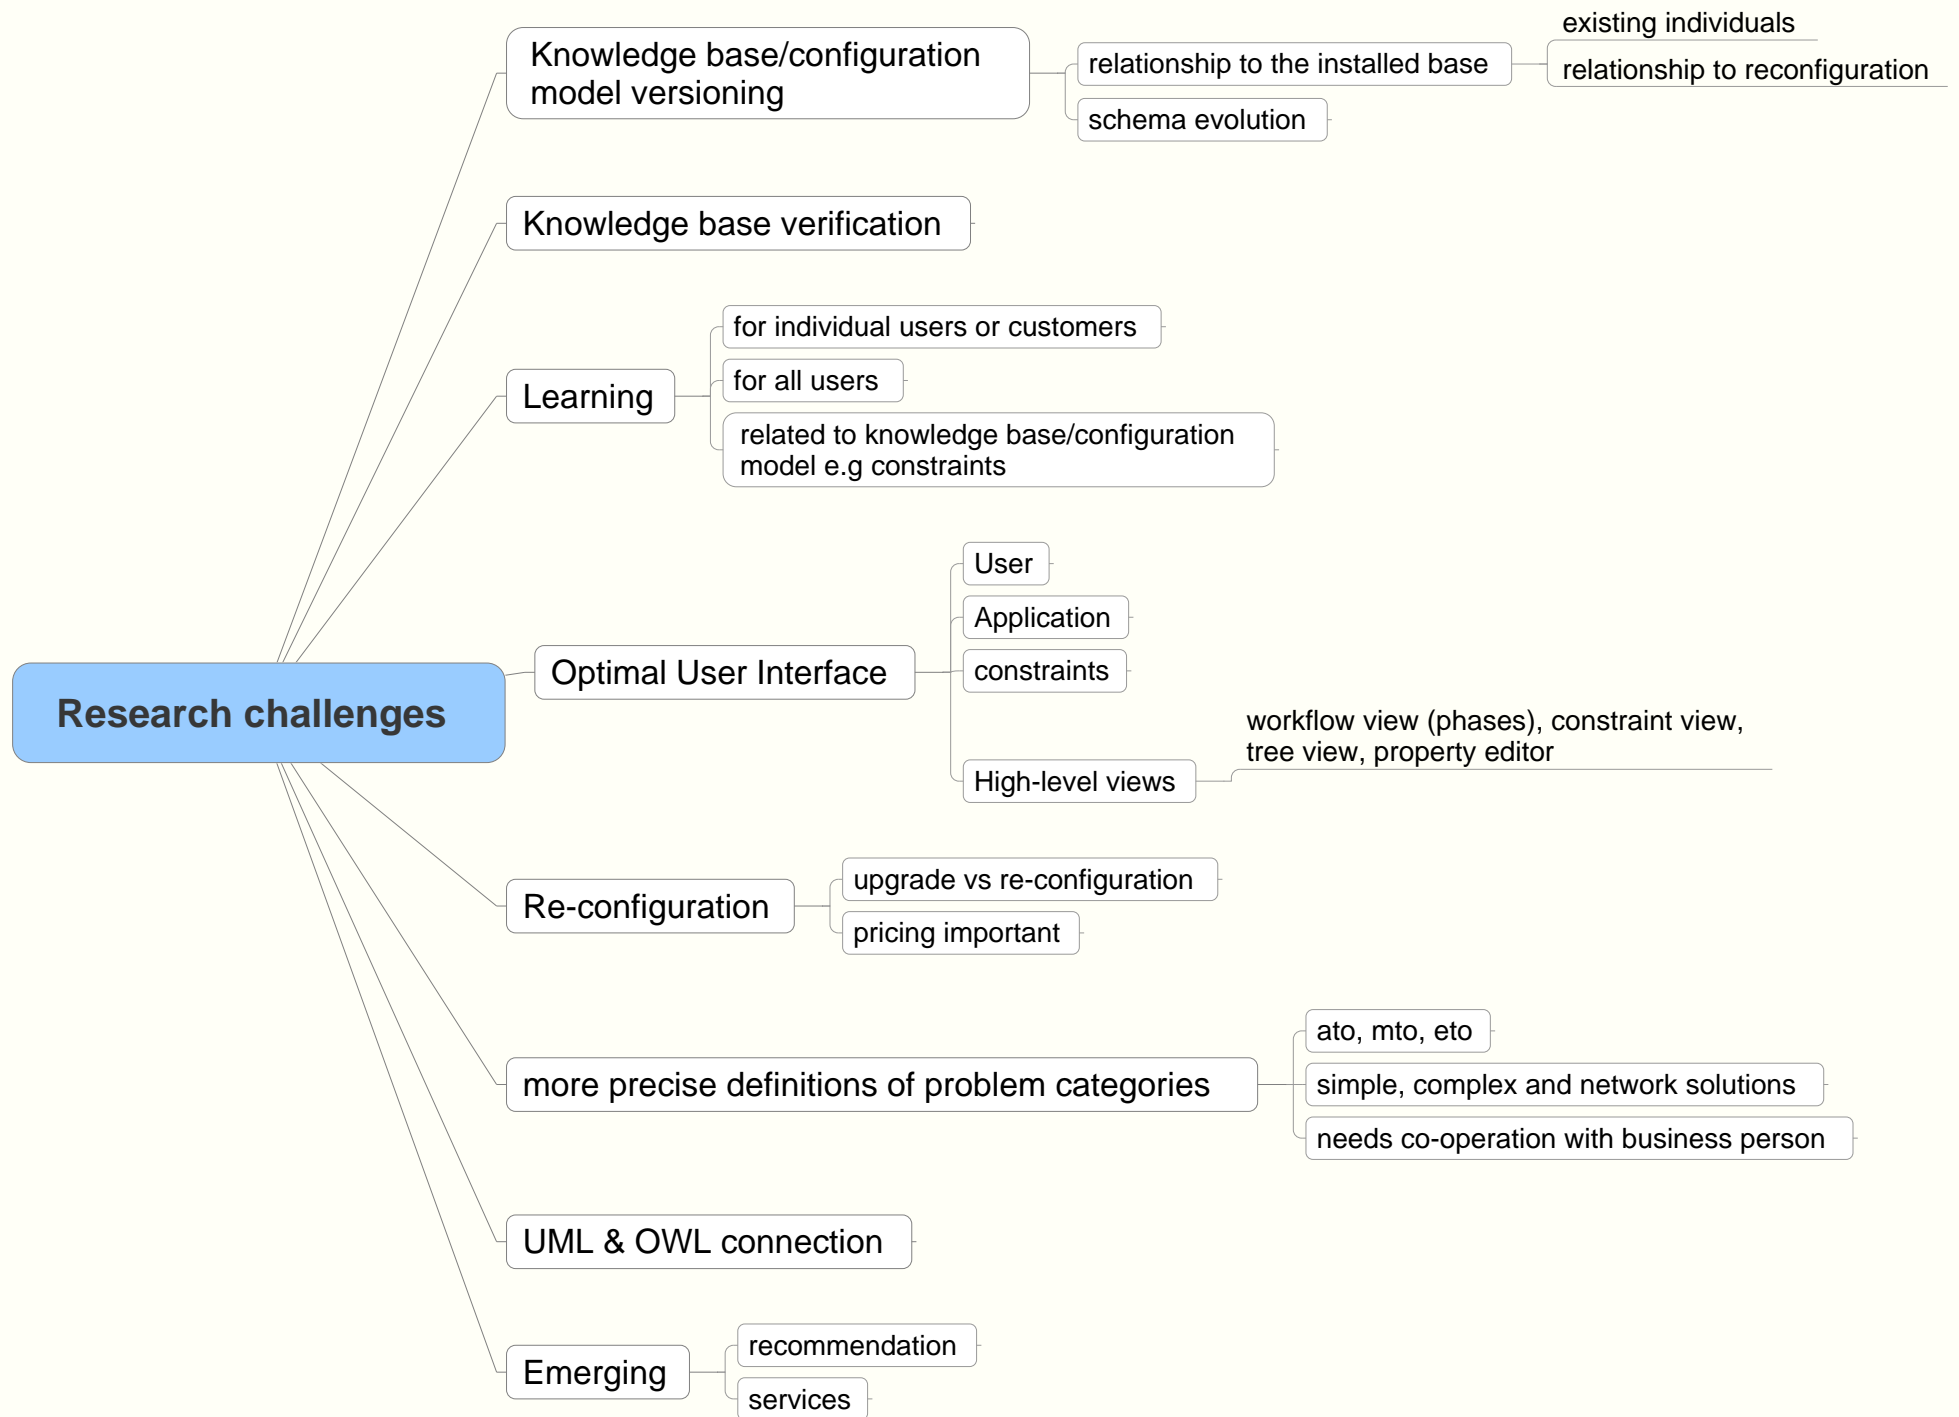 Research challenges
Knowledge base/configuration
model versioning
relationship to the installed base
existing individuals
relationship to reconfiguration
schema evolution
Knowledge base verification
Learning
for individual users or customers
for all users
related to knowledge base/configuration
model e.g constraints
Optimal User Interface
User
Application
constraints
High-level views
workflow view (phases), constraint view,
tree view, property editor
Re-configuration
upgrade vs re-configuration
pricing important
more precise definitions of problem categories
ato, mto, eto
simple, complex and network solutions
needs co-operation with business person
UML & OWL connection
Emerging
recommendation
services